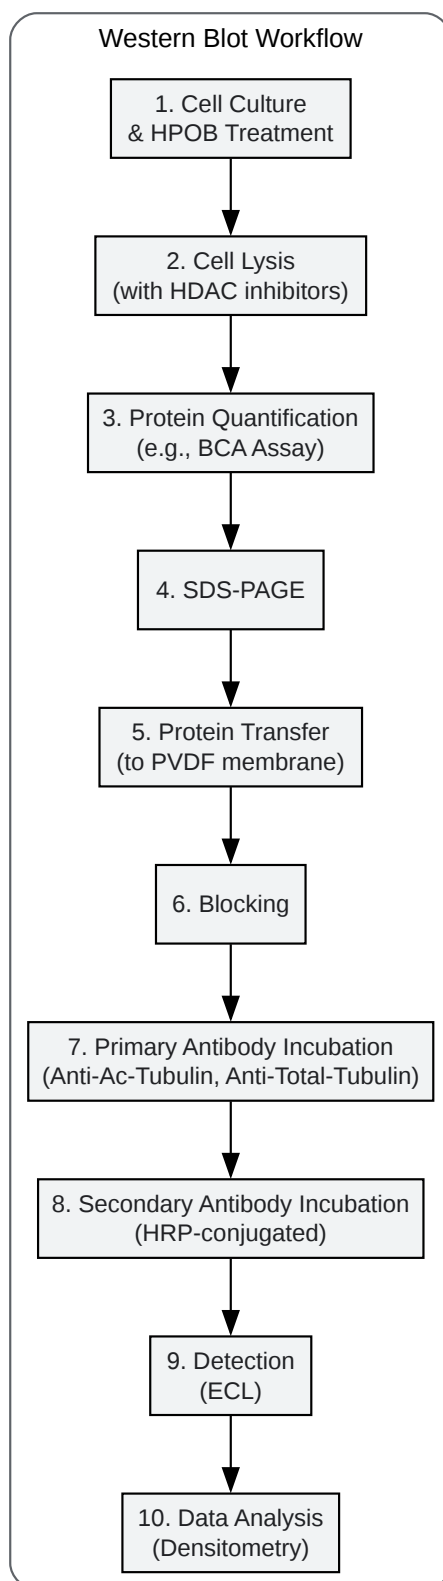 Western Blot Workflow
1. Cell Culture
& HPOB Treatment
2. Cell Lysis
(with HDAC inhibitors)
3. Protein Quantification
(e.g., BCA Assay)
4. SDS-PAGE
5. Protein Transfer
(to PVDF membrane)
6. Blocking
7. Primary Antibody Incubation
(Anti-Ac-Tubulin, Anti-Total-Tubulin)
8. Secondary Antibody Incubation
(HRP-conjugated)
9. Detection
(ECL)
10. Data Analysis
(Densitometry)